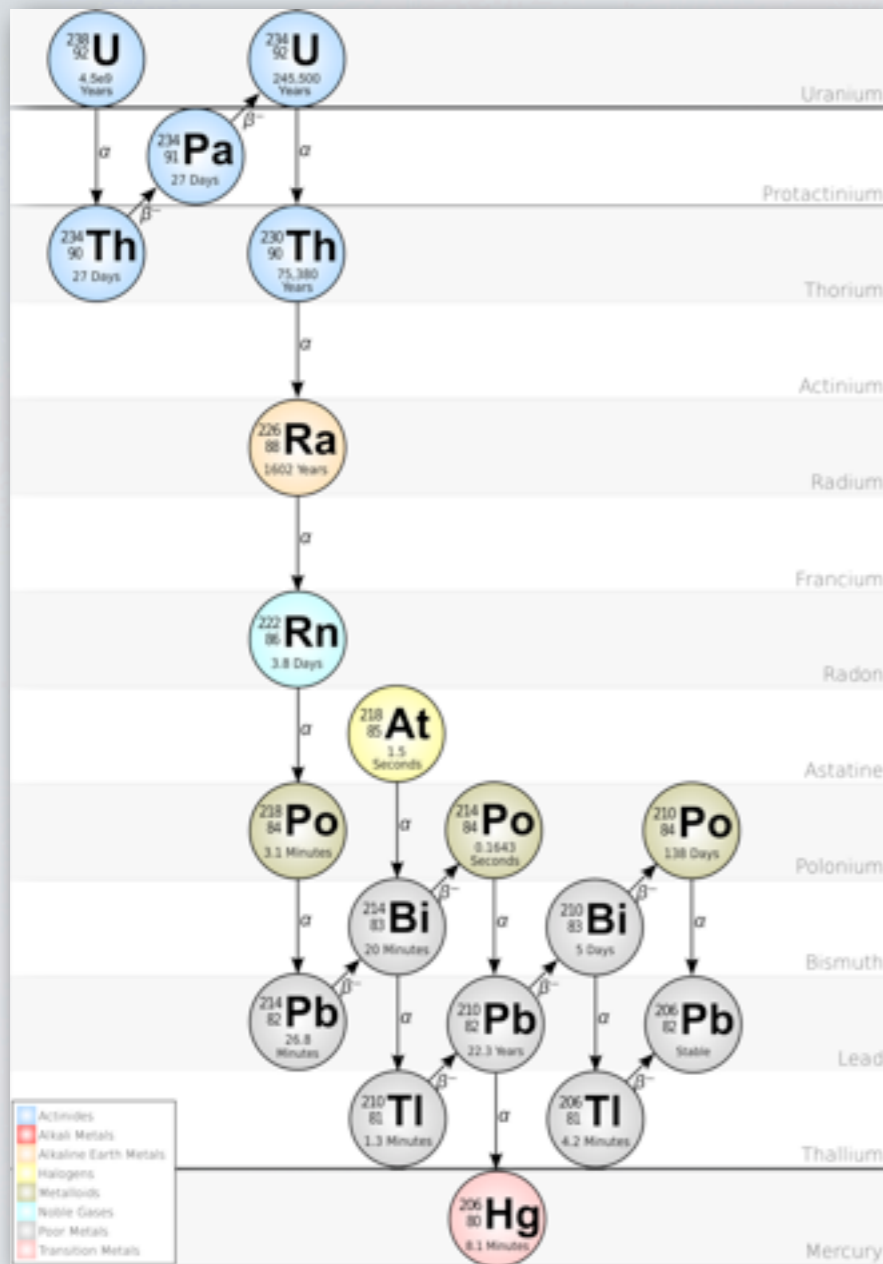 238
92 U
4.5e9
Years
234
92 U
245,500
Years
Uranium
β⁻
α
α
234
91 Pa
27 Days
Protactinium
β⁻
234
90 Th
27 Days
230
90 Th
75,380
Years
Thorium
α
Actinium
226
88 Ra
1602 Years
Radium
α
Francium
222
86 Rn
3.8 Days
Radon
α
218
85 At
1.5
Seconds
Astatine
218
84 Po
3.1 Minutes
α
214
84 Po
0.1643
Seconds
210
84 Po
138 Days
Polonium
β⁻
β⁻
α
214
83 Bi
20 Minutes
α
210
83 Bi
5 Days
α
Bismuth
β⁻
β⁻
214
82 Pb
26.8
Minutes
α
210
82 Pb
22.3 Years
α
206
82 Pb
Stable
Lead
β⁻
β⁻
210
81 Tl
1.3 Minutes
α
206
81 Tl
4.2 Minutes
Thallium
206
80 Hg
8.1 Minutes
Mercury
Actinides
Alkali Metals
Alkaline Earth Metals
Halogens
Metalloids
Noble Gases
Poor Metals
Transition Metals